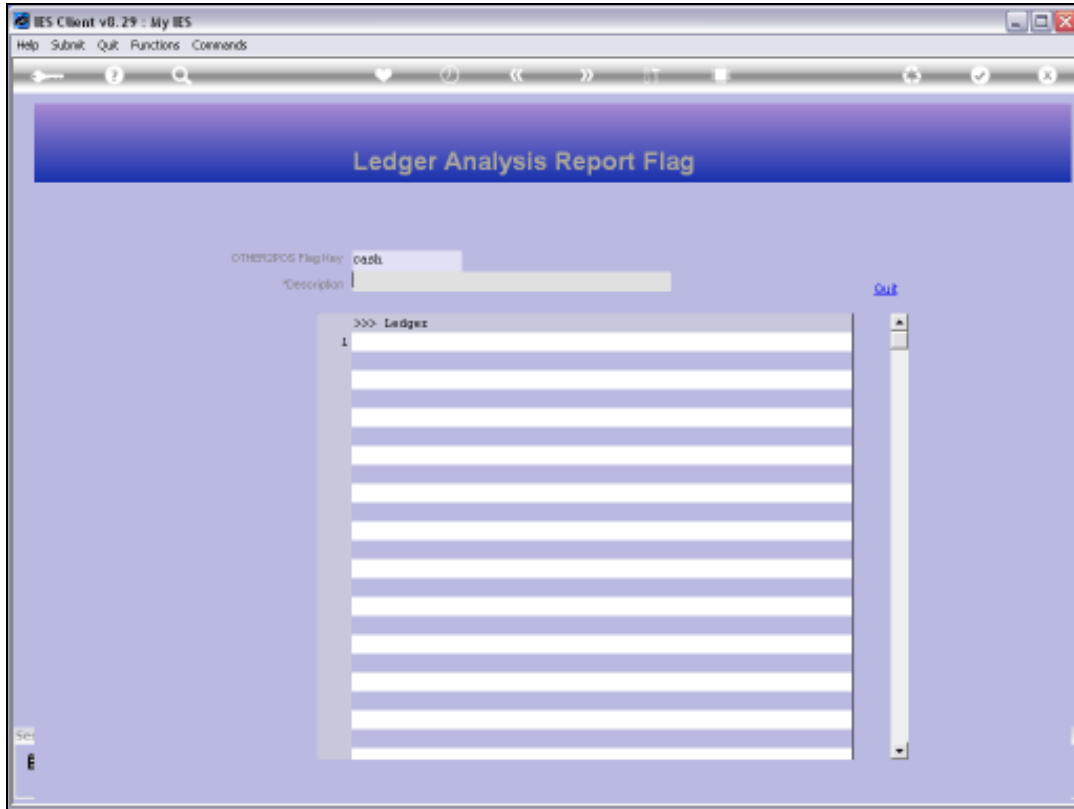 IES Client v8.29 : My IES
Help Submit Quit Functions Commands
Ledger Analysis Report Flag
OTHER2POS Flag Key cash
*Description
Quit
>>> Ledger
1